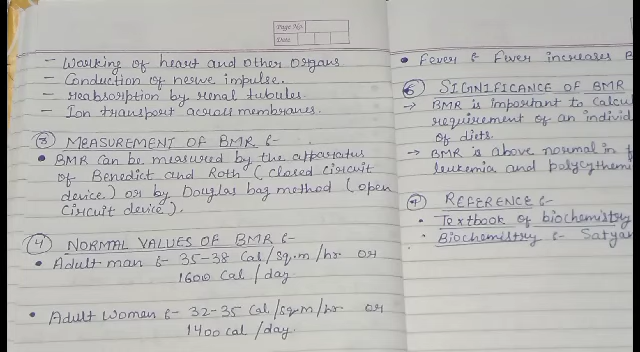 Page No.
Date
- Working of heart and other organs
- Conduction of nerve impulse.
- reabsorption by renal tubules.
- Ion transport across membranes.
(3) MEASUREMENT OF BMR :-
• BMR can be measured by the apparatus
of Benedict and Roth (closed circuit
device) or by Douglas bag method (open
circuit device).
(4) NORMAL VALUES OF BMR :-
• Adult man :- 35-38 Cal/sq.m/hr or
1600 Cal/day
• Adult Women :- 32-35 Cal/sq.m/hr or
1400 cal/day.
• Fever :- Fever increases B
(6) SIGNIFICANCE OF BMR
→ BMR is important to calcu
requirement of an individ
of diets.
→ BMR is above normal in
leukemia and polycythemi
REFERENCE :-
• Textbook of biochemistry
• Biochemistry :- Satyan